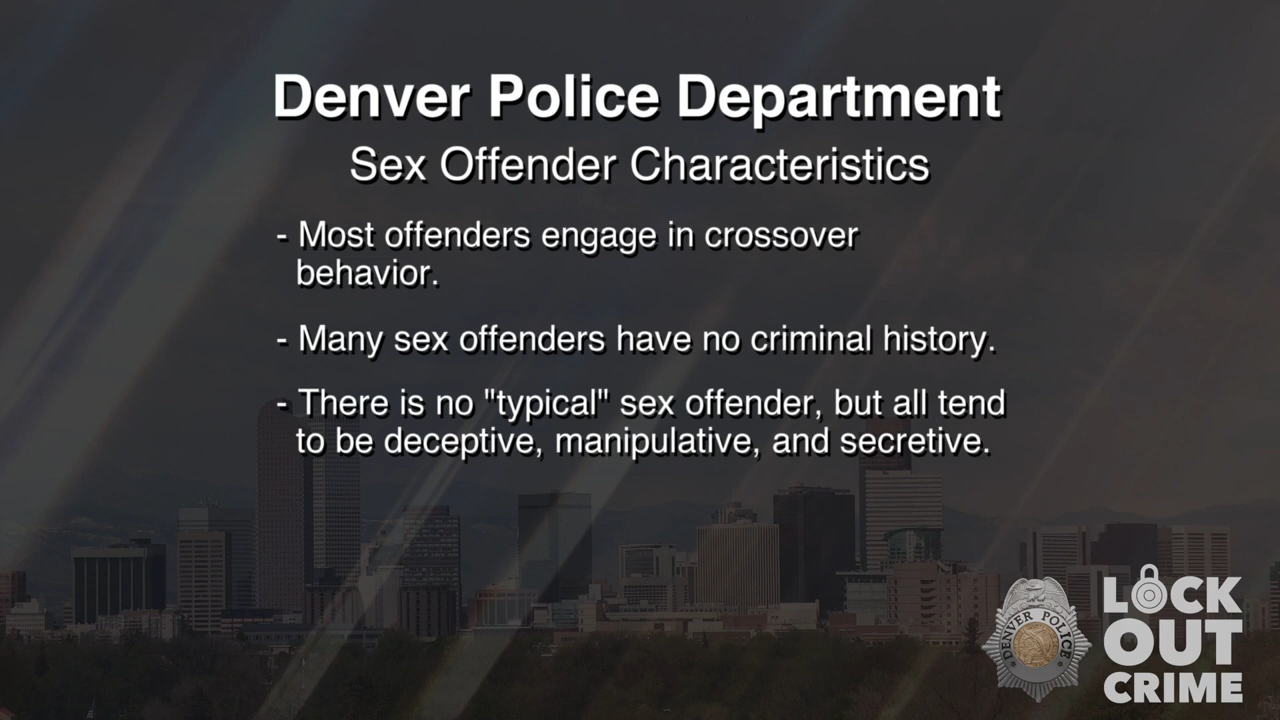 Denver Police Department
Sex Offender Characteristics
- Most offenders engage in crossover
behavior.
- Many sex offenders have no criminal history.
- There is no "typical" sex offender, but all tend
to be deceptive, manipulative, and secretive.
DENVER POLICE
LOCK
OUT
CRIME